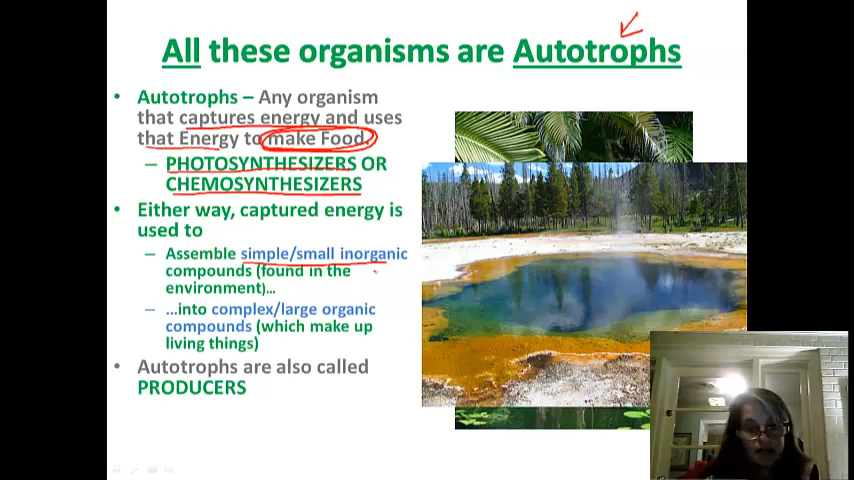 All these organisms are Autotrophs
• Autotrophs – Any organism
that captures energy and uses
that Energy to make Food.
– PHOTOSYNTHESIZERS OR
CHEMOSYNTHESIZERS
• Either way, captured energy is
used to
– Assemble simple/small inorganic
compounds (found in the
environment)…
– …into complex/large organic
compounds (which make up
living things)
• Autotrophs are also called
PRODUCERS